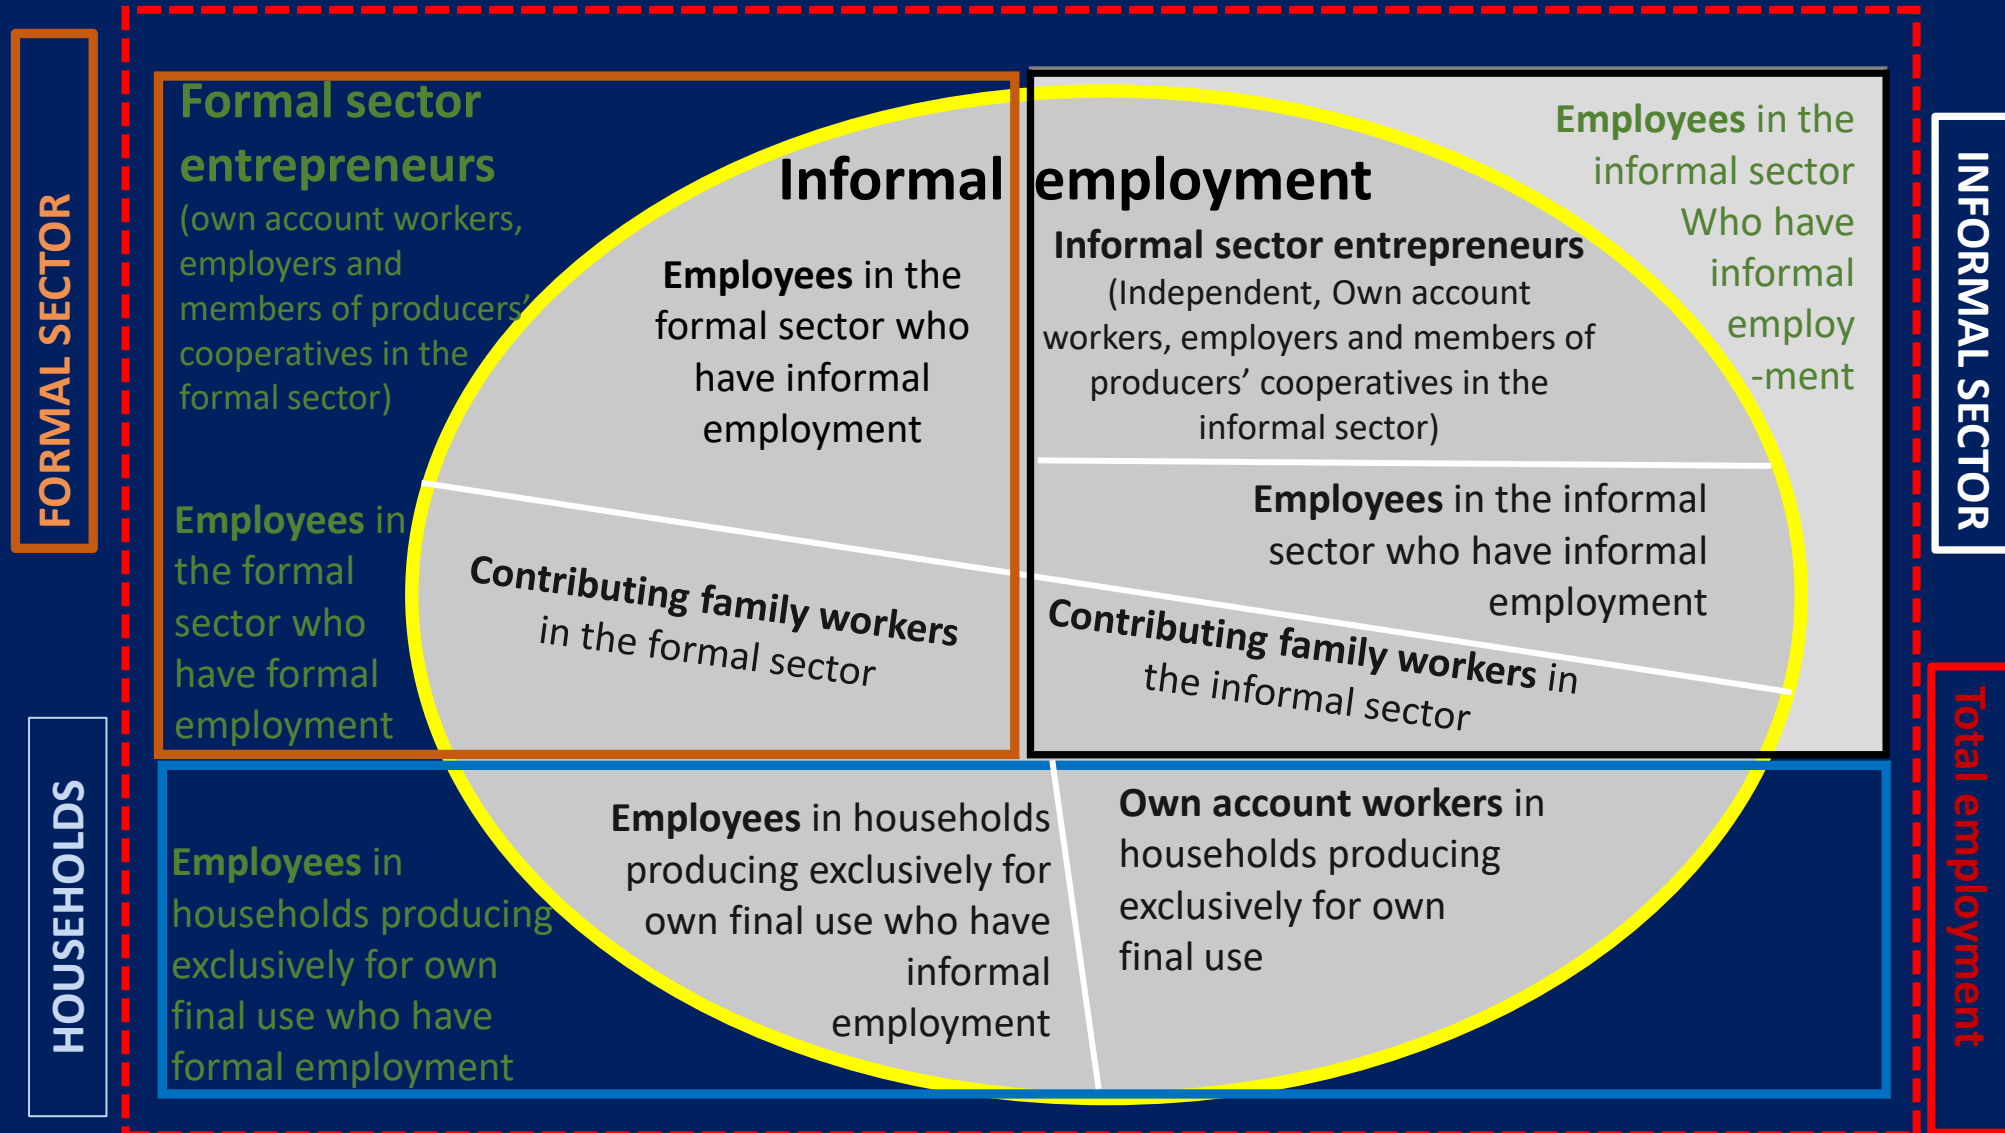 FORMAL SECTOR
HOUSEHOLDS
Formal sector
entrepreneurs
(own account workers,
employers and
members of producers’
cooperatives in the
formal sector)
Employees in
the formal
sector who
have formal
employment
Informal employment
Employees in the
formal sector who
have informal
employment
Contributing family workers
in the formal sector
Informal sector entrepreneurs
(Independent, Own account
workers, employers and members of
producers’ cooperatives in the
informal sector)
Employees in the informal
sector who have informal
employment
Contributing family workers in
the informal sector
Employees in the
informal sector
Who have
informal
employ
-ment
Employees in
households producing
exclusively for own
final use who have
formal employment
Employees in households
producing exclusively for
own final use who have
informal
employment
Own account workers in
households producing
exclusively for own
final use
INFORMAL SECTOR
Total employment